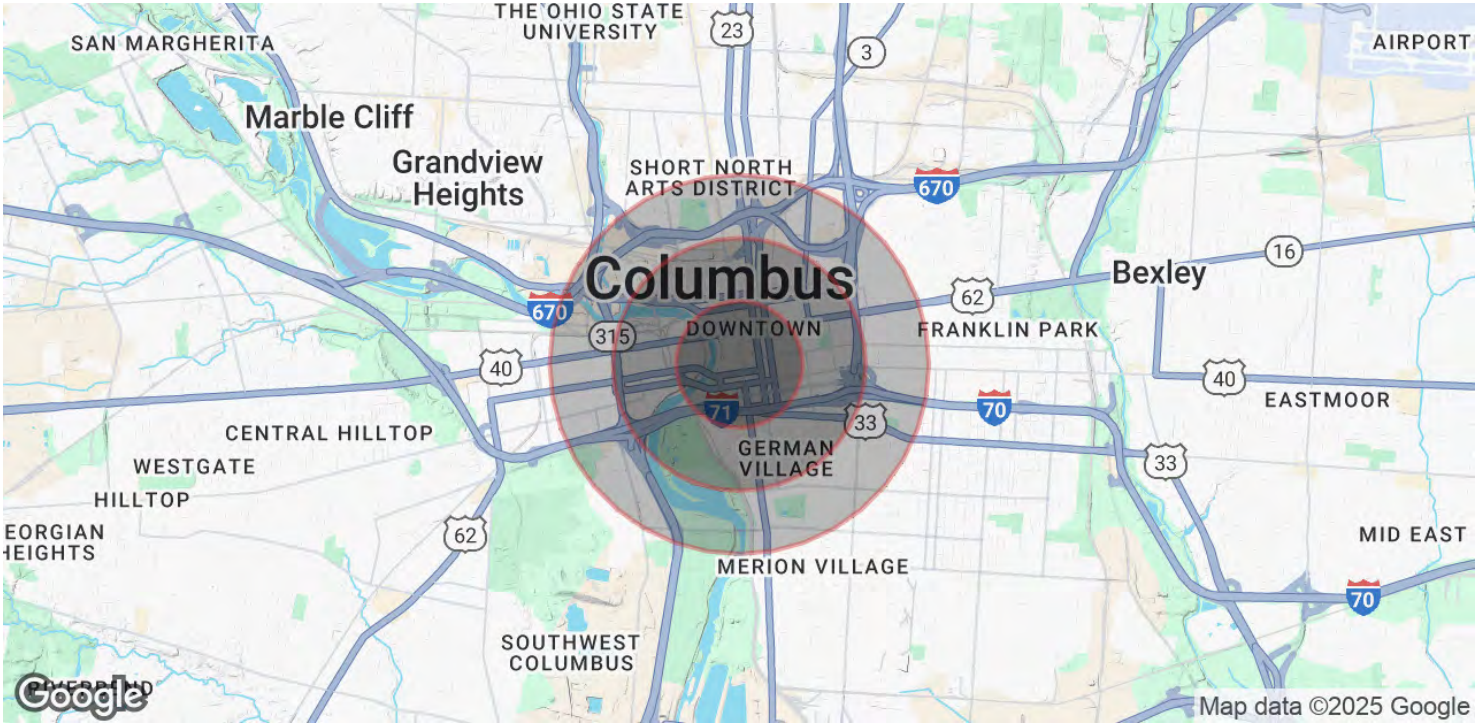 THE OHIO STATE
UNIVERSITY
23
3
SAN MARGHERITA
AIRPORT
Marble Cliff
Grandview
Heights
SHORT NORTH
ARTS DISTRICT
670
16
Columbus
Bexley
62
670
315
DOWNTOWN
FRANKLIN PARK
40
40
71
70
33
EASTMOOR
CENTRAL HILLTOP
GERMAN
VILLAGE
WESTGATE
33
HILLTOP
EORGIAN
HEIGHTS
62
MID EAST
MERION VILLAGE
70
SOUTHWEST
COLUMBUS
RIVERBEND
Google
Map data ©2025 Google